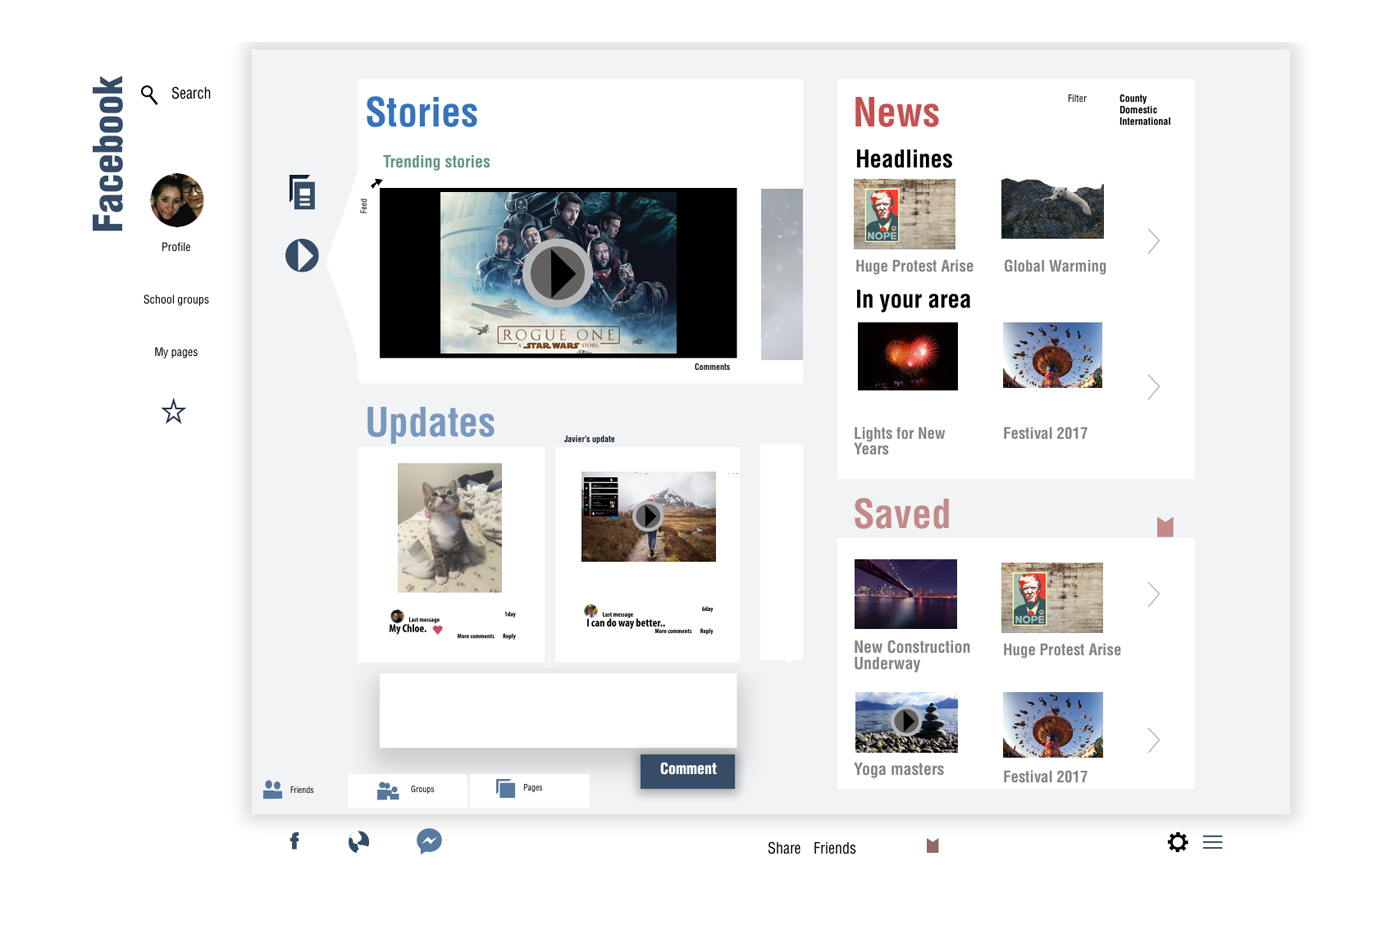 Facebook
Search
Profile
School groups
My pages
Stories
Trending stories
Feed
ROGUE ONE
A STAR WARS STORY
Comments
Updates
Javier's update
Last message
1day
My Chloe.
More comments
Reply
Last message
6day
I can do way better..
More comments
Reply
Comment
Friends
Groups
Pages
News
Filter
County
Domestic
International
Headlines
NOPE
Huge Protest Arise
Global Warming
In your area
Lights for New
Years
Festival 2017
Saved
New Construction
Underway
NOPE
Huge Protest Arise
Yoga masters
Festival 2017
Share
Friends